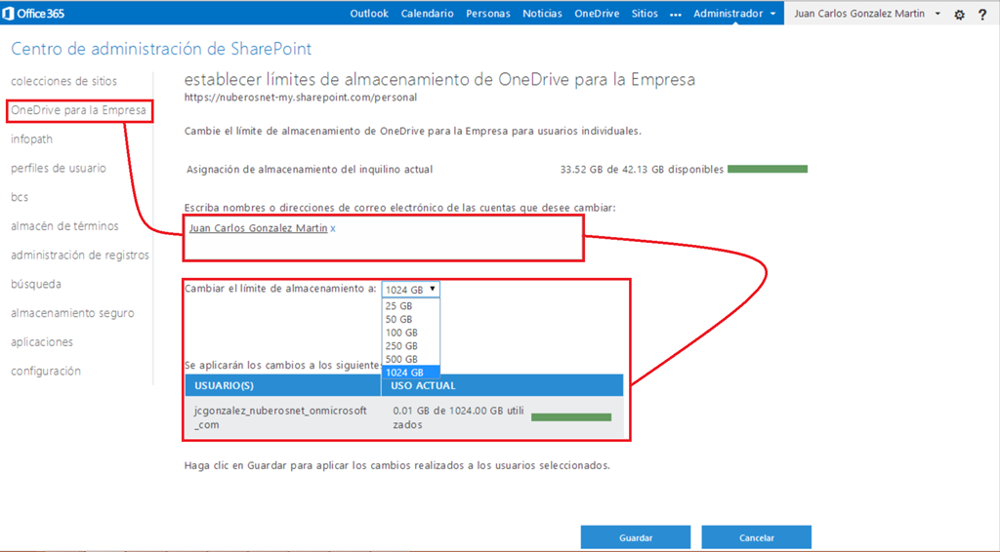 Office 365
Outlook Calendario Personas Noticias OneDrive Sitios ••• Administrador Juan Carlos Gonzalez Martin ?
Centro de administración de SharePoint
colecciones de sitios
OneDrive para la Empresa
infopath
perfiles de usuario
bcs
almacén de términos
administración de registros
búsqueda
almacenamiento seguro
aplicaciones
configuración
establecer límites de almacenamiento de OneDrive para la Empresa
https://nuberosnet-my.sharepoint.com/personal
Cambie el límite de almacenamiento de OneDrive para la Empresa para usuarios individuales.
Asignación de almacenamiento del inquilino actual 33.52 GB de 42.13 GB disponibles
Escriba nombres o direcciones de correo electrónico de las cuentas que desee cambiar:
Juan Carlos Gonzalez Martin x
Cambiar el límite de almacenamiento a: 1024 GB
25 GB
50 GB
100 GB
250 GB
500 GB
1024 GB
Se aplicarán los cambios a los siguiente
USUARIO(S) USO ACTUAL
jcgonzalez_nuberosnet_onmicrosoft
_com
0.01 GB de 1024.00 GB utili
zados
Haga clic en Guardar para aplicar los cambios realizados a los usuarios seleccionados.
Guardar Cancelar